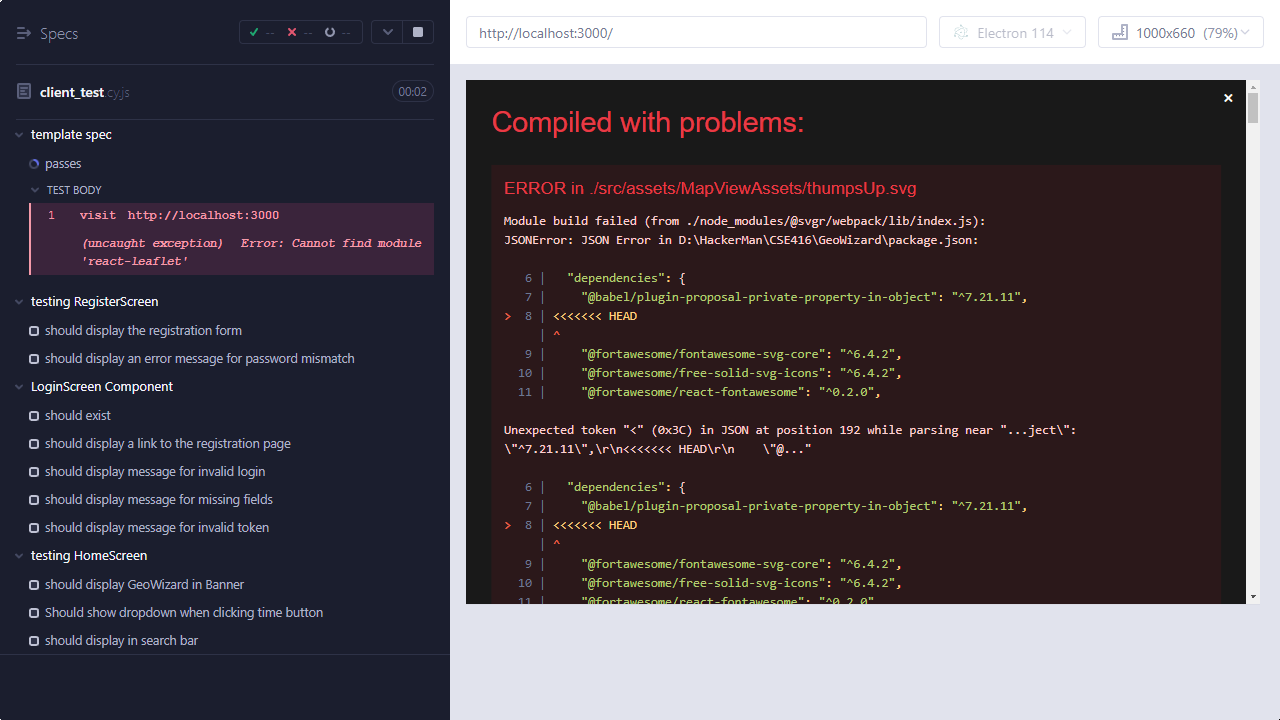 Specs
-- -- --
client_test.cy.js 00:02
template spec
passes
TEST BODY
1 visit http://localhost:3000
(uncaught exception) Error: Cannot find module
'react-leaflet'
testing RegisterScreen
should display the registration form
should display an error message for password mismatch
LoginScreen Component
should exist
should display a link to the registration page
should display message for invalid login
should display message for missing fields
should display message for invalid token
testing HomeScreen
should display GeoWizard in Banner
Should show dropdown when clicking time button
should display in search bar
http://localhost:3000/
Electron 114
1000x660 (79%)
×
Compiled with problems:
ERROR in ./src/assets/MapViewAssets/thumpsUp.svg
Module build failed (from ./node_modules/@svgr/webpack/lib/index.js):
JSONError: JSON Error in D:\HackerMan\CSE416\GeoWizard\package.json:
6 | "dependencies": {
7 | "@babel/plugin-proposal-private-property-in-object": "^7.21.11",
> 8 | <<<<<<< HEAD
| ^
9 | "@fortawesome/fontawesome-svg-core": "^6.4.2",
10 | "@fortawesome/free-solid-svg-icons": "^6.4.2",
11 | "@fortawesome/react-fontawesome": "^0.2.0",
Unexpected token "<" (0x3C) in JSON at position 192 while parsing near "...ject\":
\"^7.21.11\",\r\n<<<<<<< HEAD\r\n    \"@..."
6 | "dependencies": {
7 | "@babel/plugin-proposal-private-property-in-object": "^7.21.11",
> 8 | <<<<<<< HEAD
| ^
9 | "@fortawesome/fontawesome-svg-core": "^6.4.2",
10 | "@fortawesome/free-solid-svg-icons": "^6.4.2",
11 | "@fortawesome/react-fontawesome": "^0.2.0"